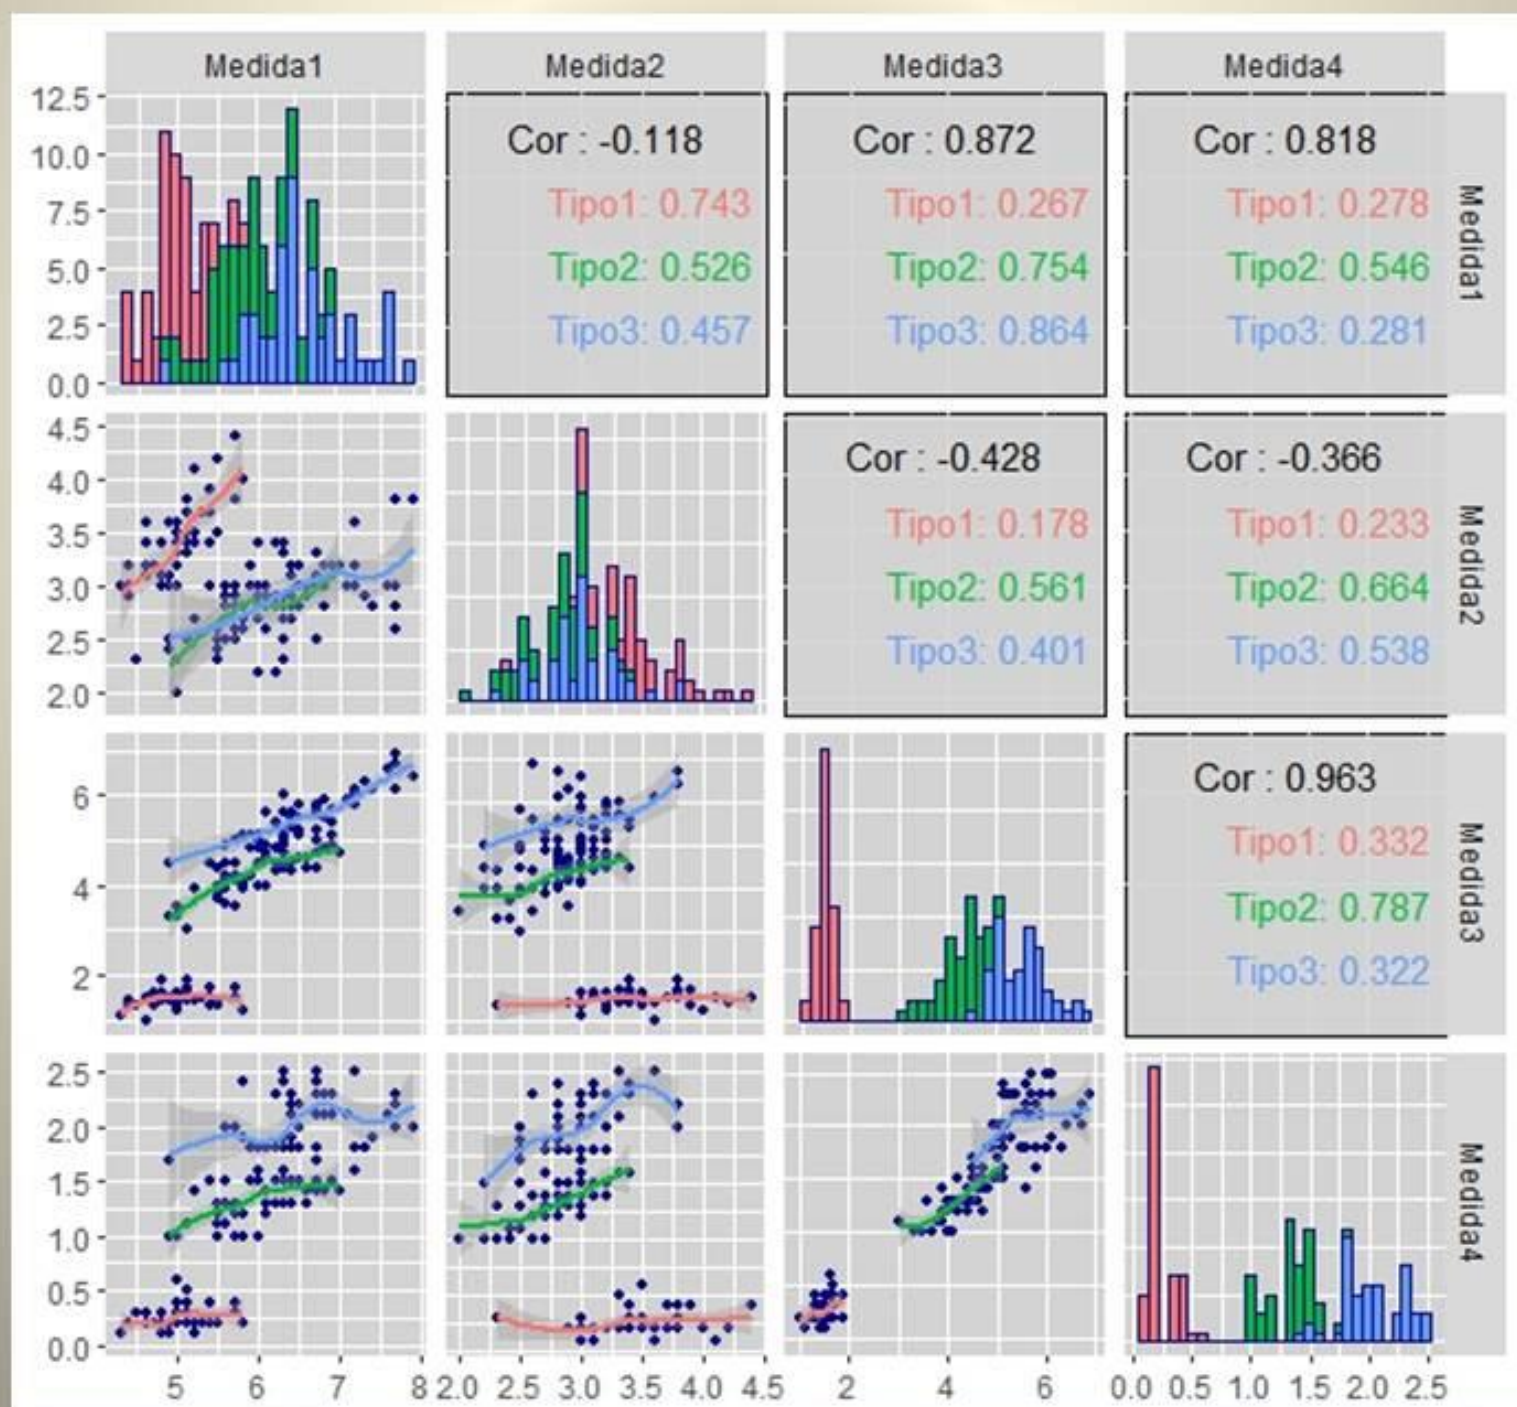 Medida1 Medida2 Medida3 Medida4
12.5
10.0
7.5
5.0
2.5
0.0
Cor : -0.118
Tipo1: 0.743
Tipo2: 0.526
Tipo3: 0.457
Cor : 0.872
Tipo1: 0.267
Tipo2: 0.754
Tipo3: 0.864
Cor : 0.818
Tipo1: 0.278
Tipo2: 0.546
Tipo3: 0.281
Medida1
4.5
4.0
3.5
3.0
2.5
2.0
Cor : -0.428
Tipo1: 0.178
Tipo2: 0.561
Tipo3: 0.401
Cor : -0.366
Tipo1: 0.233
Tipo2: 0.664
Tipo3: 0.538
Medida2
6
4
2
Cor : 0.963
Tipo1: 0.332
Tipo2: 0.787
Tipo3: 0.322
Medida3
2.5
2.0
1.5
1.0
0.5
0.0
Medida4
5 6 7 8 2.0 2.5 3.0 3.5 4.0 4.5 2 4 6 0.0 0.5 1.0 1.5 2.0 2.5